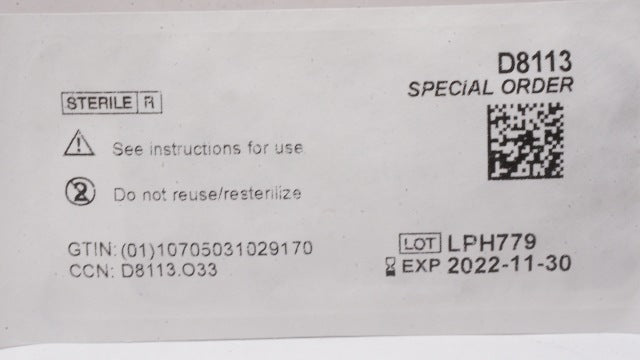 D8113
SPECIAL ORDER
STERILE R
See instructions for use
2 Do not reuse/resterilize
GTIN: (01)10705031029170
CCN: D8113.O33
LOT LPH779
EXP 2022-11-30